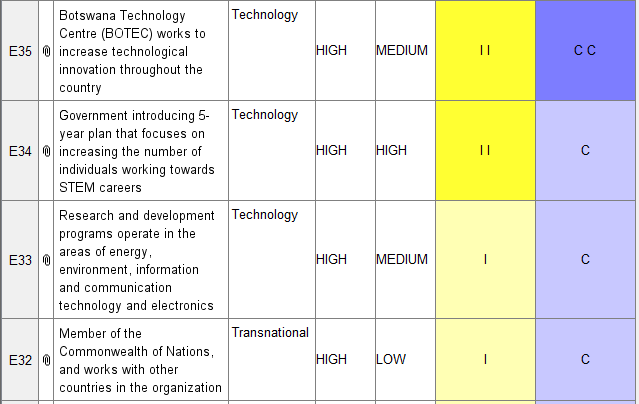 E35
Botswana Technology
Centre (BOTEC) works to
increase technological
innovation throughout the
country
Technology
HIGH
MEDIUM
I I
C C
E34
Government introducing 5-
year plan that focuses on
increasing the number of
individuals working towards
STEM careers
Technology
HIGH
HIGH
I I
C
E33
Research and development
programs operate in the
areas of energy,
environment, information
and communication
technology and electronics
Technology
HIGH
MEDIUM
I
C
E32
Member of the
Commonwealth of Nations,
and works with other
countries in the organization
Transnational
HIGH
LOW
I
C